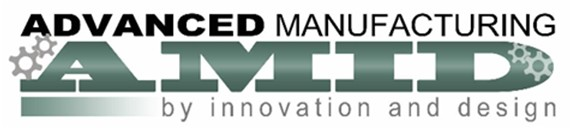 ADVANCED MANUFACTURING
AMID
by innovation and design